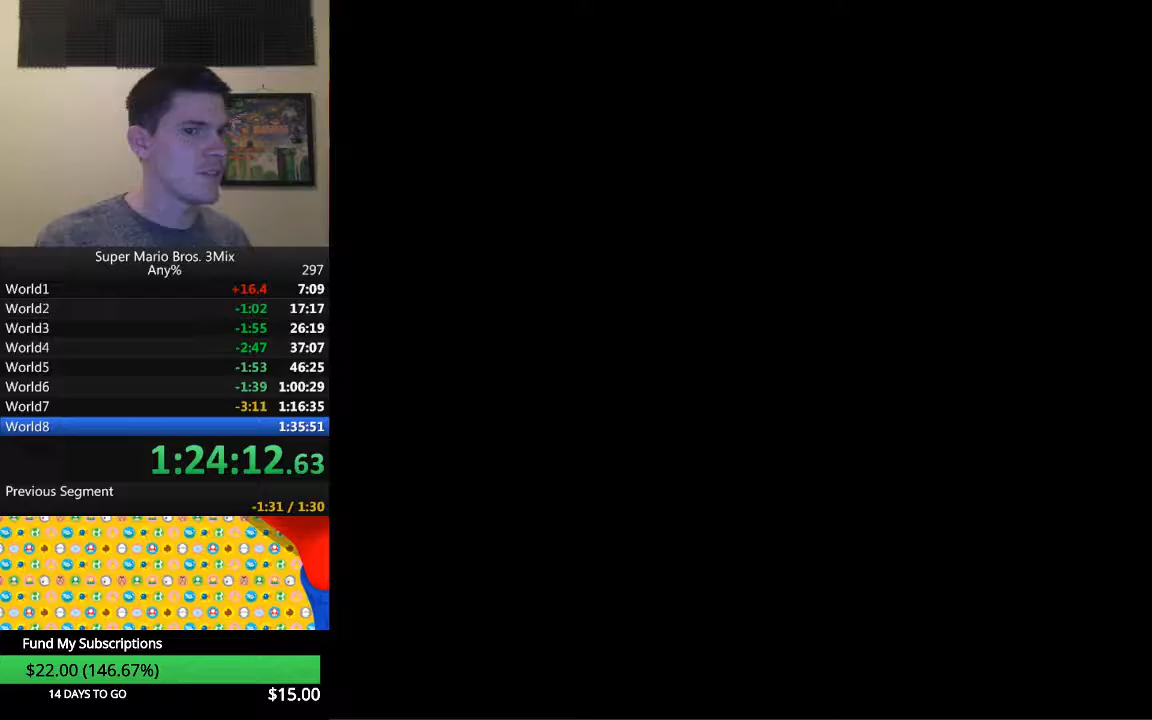 Super Mario Bros. 3Mix
Any% 297
World1 +16.4 7:09
World2 -1:02 17:17
World3 -1:55 26:19
World4 -2:47 37:07
World5 -1:53 46:25
World6 -1:39 1:00:29
World7 -3:11 1:16:35
World8 1:35:51
1:24:12.63
Previous Segment
-1:31 / 1:30
Fund My Subscriptions
$22.00 (146.67%)
14 DAYS TO GO $15.00